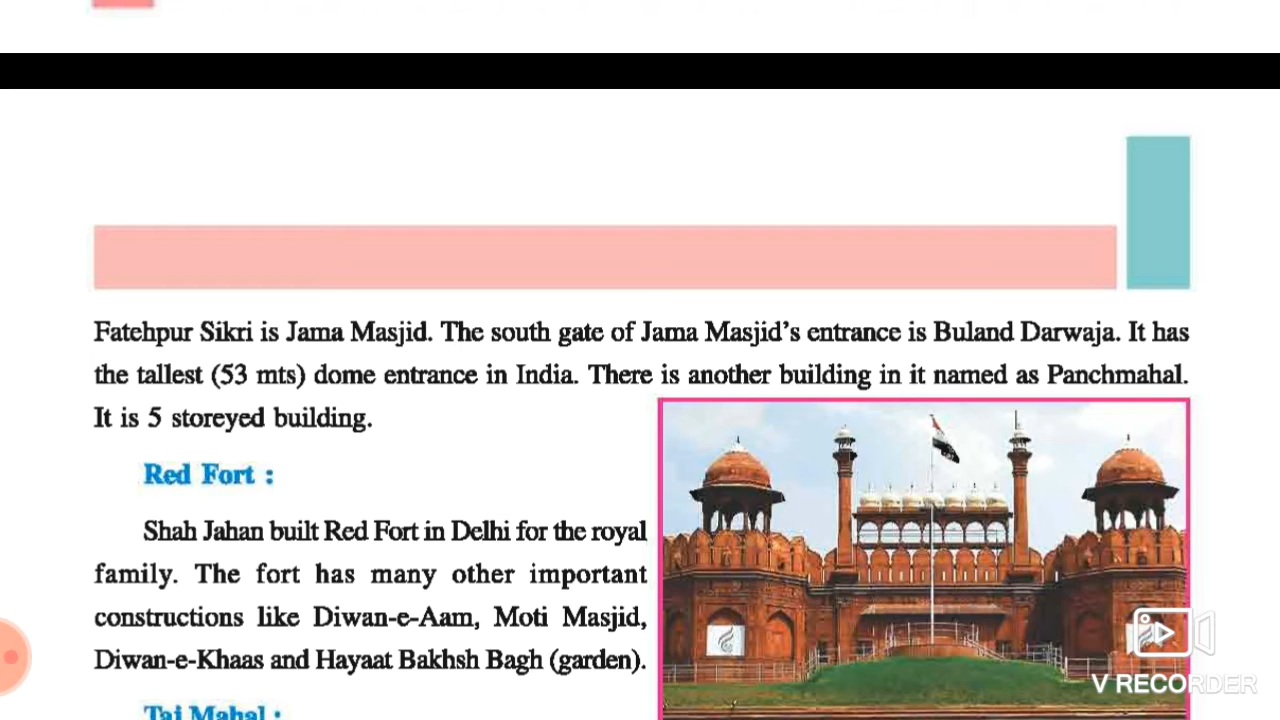 Fatehpur Sikri is Jama Masjid. The south gate of Jama Masjid's entrance is Buland Darwaja. It has
the tallest (53 mts) dome entrance in India. There is another building in it named as Panchmahal.
It is 5 storeyed building.
Red Fort :
Shah Jahan built Red Fort in Delhi for the royal
family. The fort has many other important
constructions like Diwan-e-Aam, Moti Masjid,
Diwan-e-Khaas and Hayaat Bakhsh Bagh (garden).
Taj Mahal :
V RECORDER